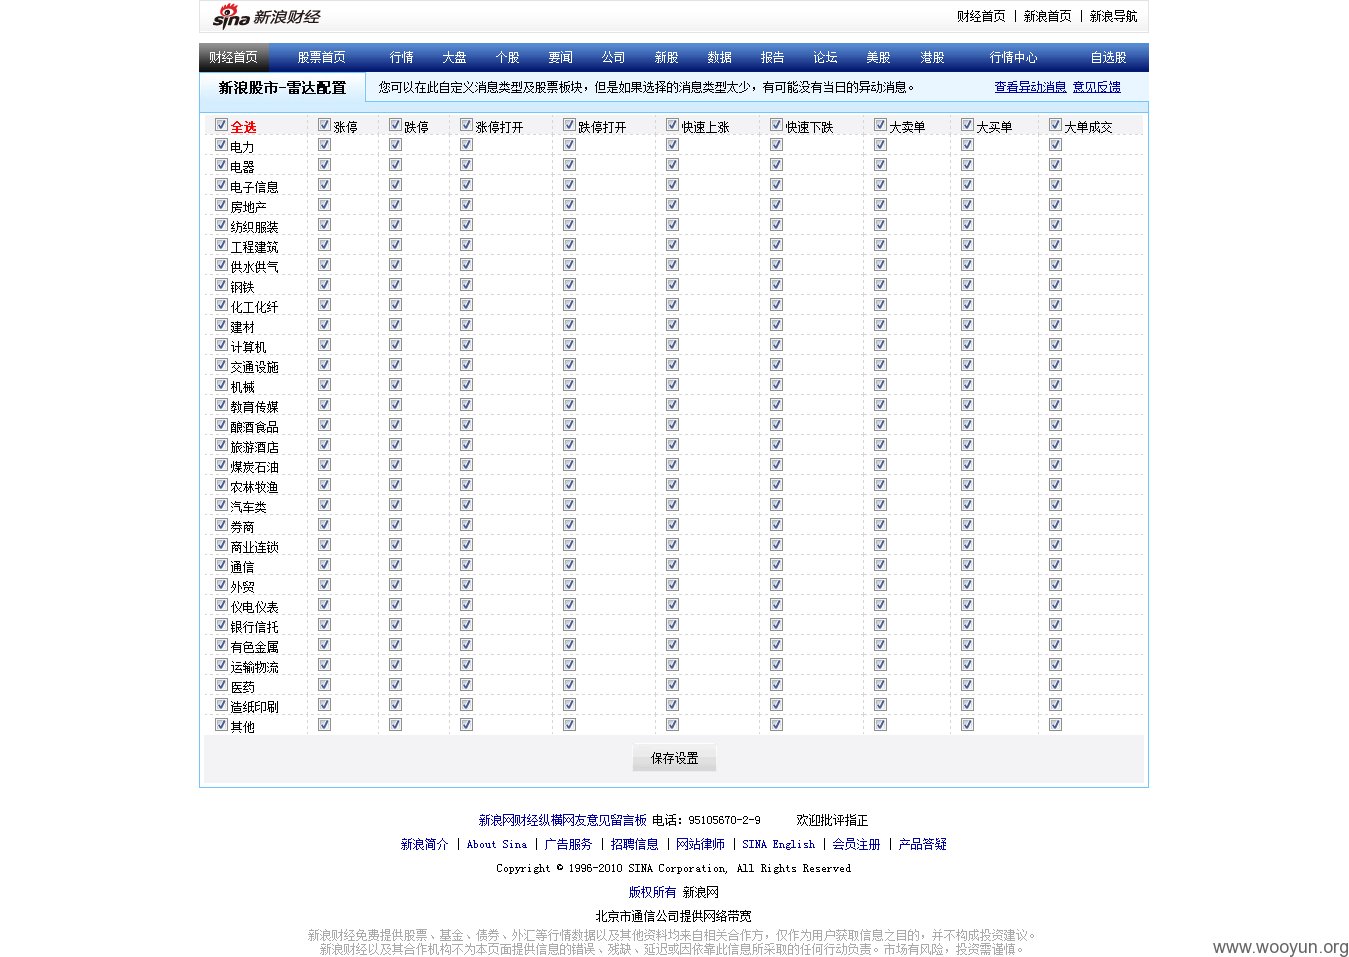 sina 新浪财经
财经首页 | 新浪首页 | 新浪导航
财经首页 股票首页 行情 大盘 个股 要闻 公司 新股 数据 报告 论坛 美股 港股 行情中心 自选股
新浪股市-雷达配置 您可以在此自定义消息类型及股票板块，但是如果选择的消息类型太少，有可能没有当日的异动消息。 查看异动消息 意见反馈
全选 涨停 跌停 涨停打开 跌停打开 快速上涨 快速下跌 大卖单 大买单 大单成交
电力
电器
电子信息
房地产
纺织服装
工程建筑
供水供气
钢铁
化工化纤
建材
计算机
交通设施
机械
教育传媒
酿酒食品
旅游酒店
煤炭石油
农林牧渔
汽车类
券商
商业连锁
通信
外贸
仪电仪表
银行信托
有色金属
运输物流
医药
造纸印刷
其他
保存设置
新浪网财经纵横网友意见留言板 电话：95105670-2-9 欢迎批评指正
新浪简介 | About Sina | 广告服务 | 招聘信息 | 网站律师 | SINA English | 会员注册 | 产品答疑
Copyright © 1996-2010 SINA Corporation, All Rights Reserved
版权所有 新浪网
北京市通信公司提供网络带宽
新浪财经免费提供股票、基金、债券、外汇等行情数据以及其他资料均来自相关合作方，仅作为用户获取信息之目的，并不构成投资建议。
新浪财经以及其合作机构不为本页面提供信息的错误、残缺、延迟或因依靠此信息所采取的任何行动负责。市场有风险，投资需谨慎。
www.wooyun.org